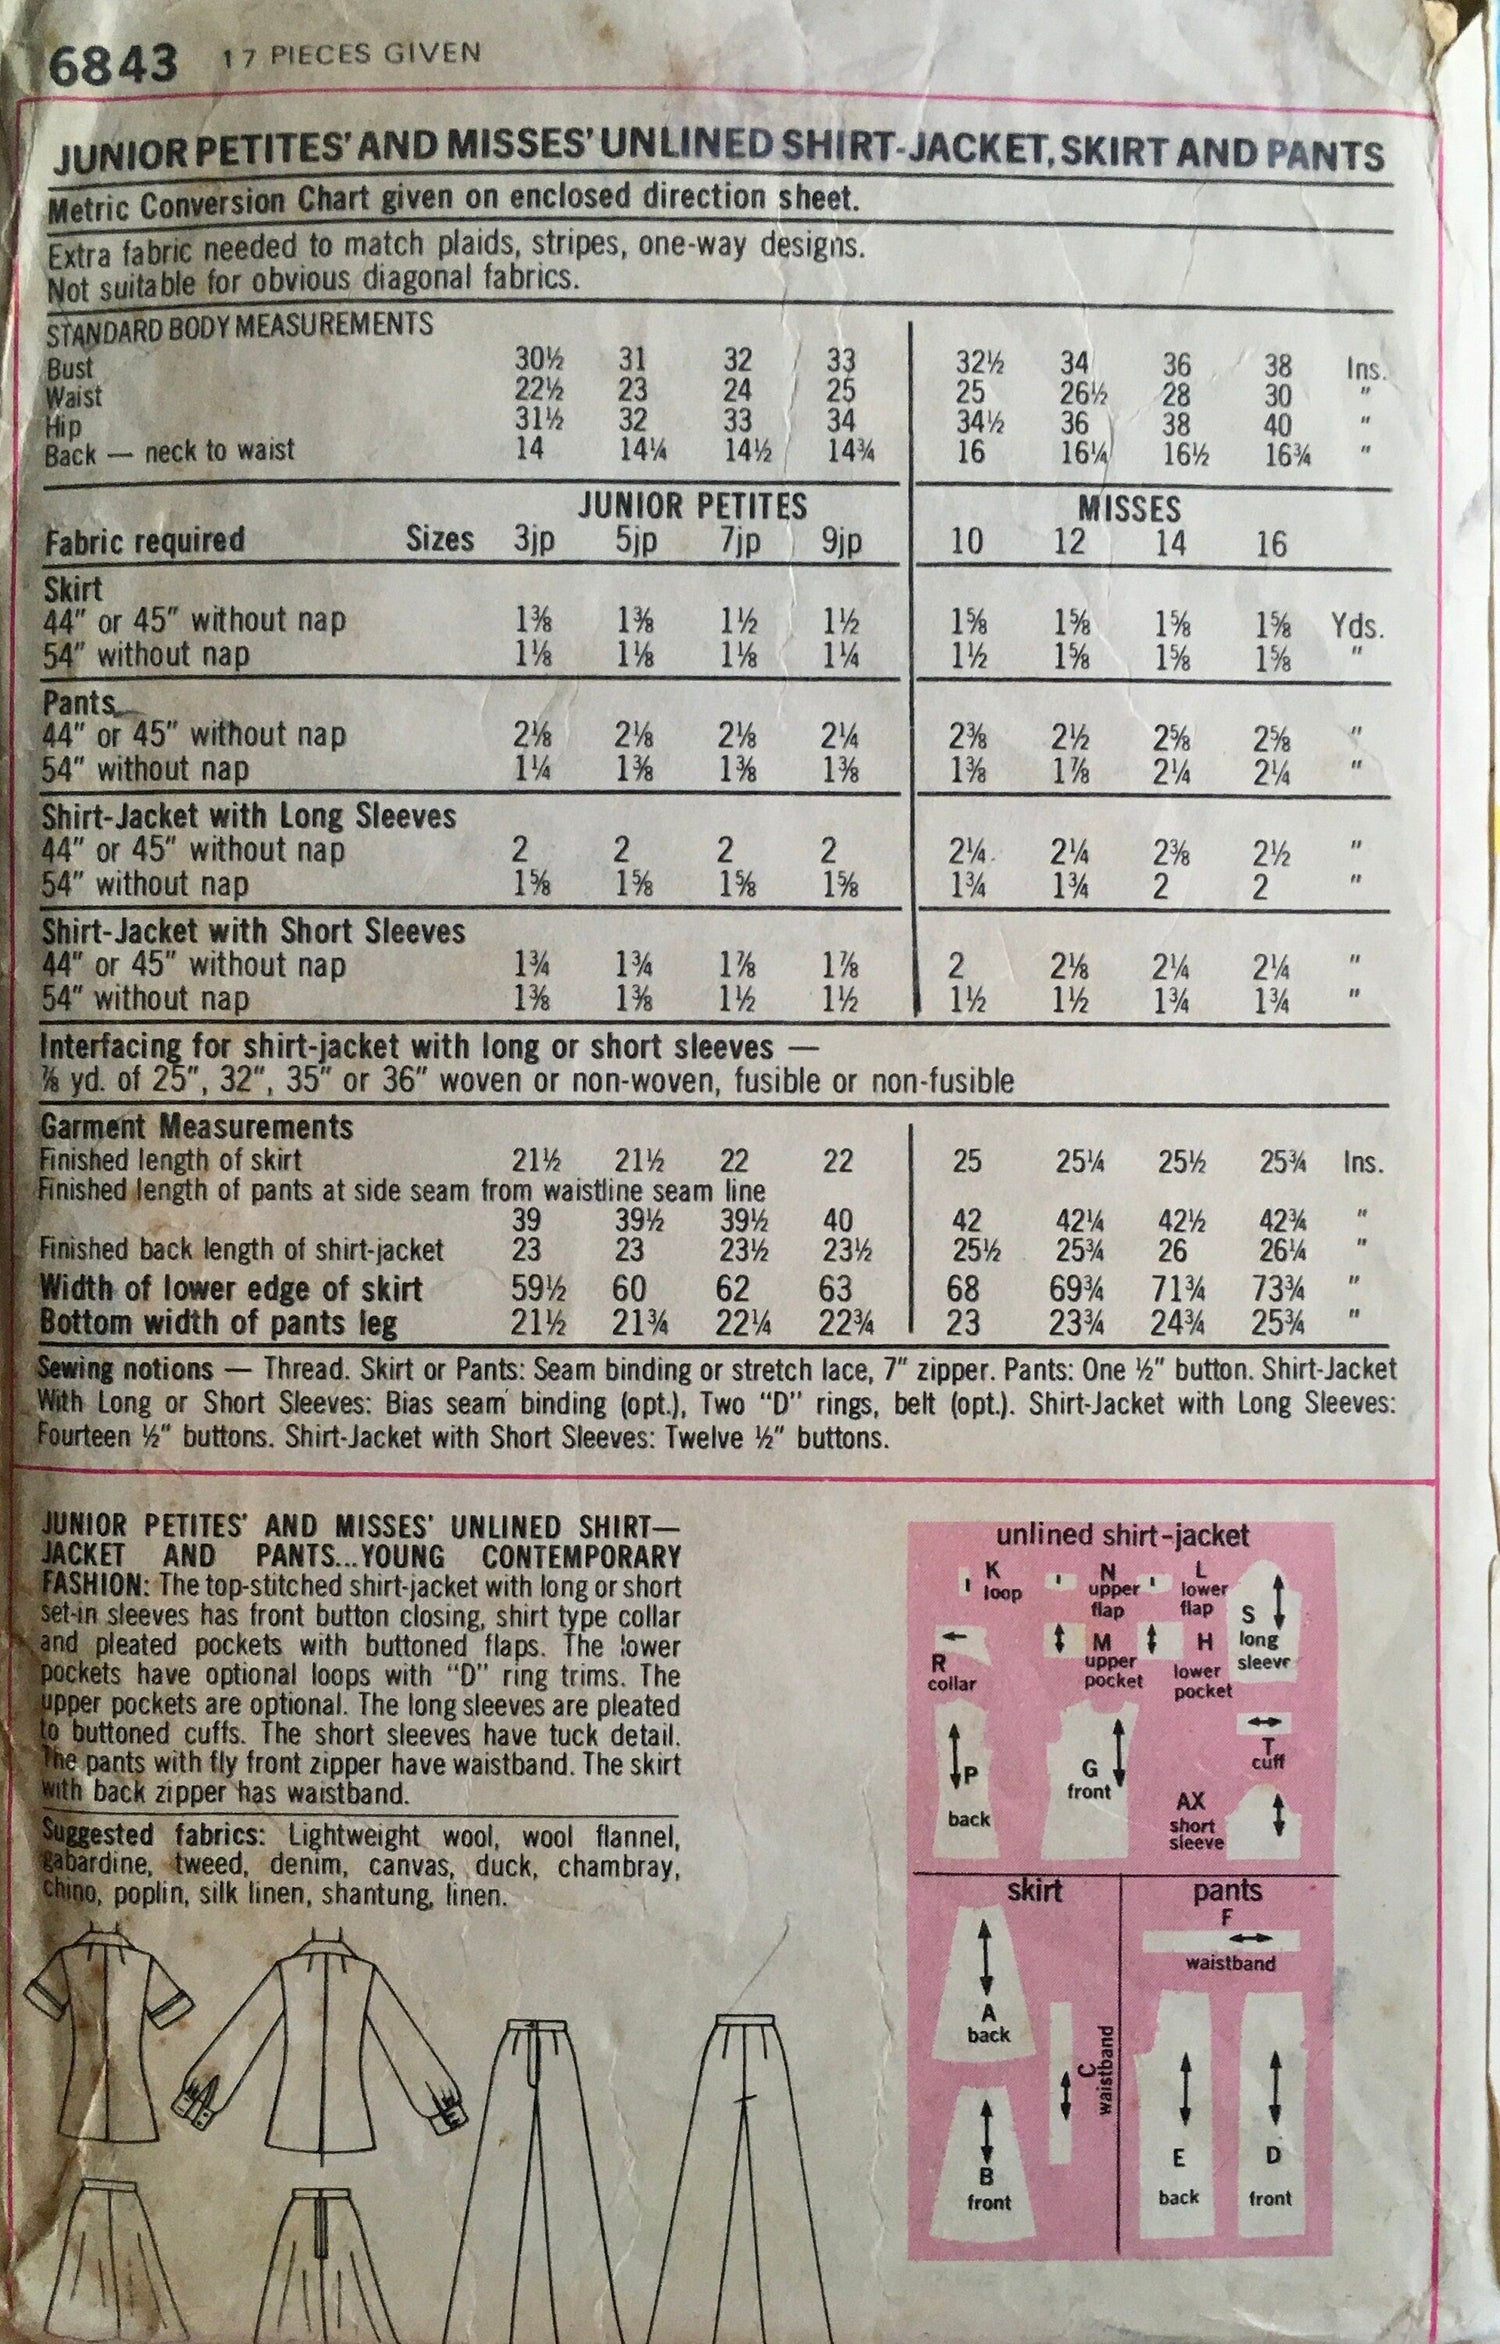 6843 17 PIECES GIVEN
JUNIOR PETITES' AND MISSES' UNLINED SHIRT-JACKET, SKIRT AND PANTS
Metric Conversion Chart given on enclosed direction sheet.
Extra fabric needed to match plaids, stripes, one-way designs.
Not suitable for obvious diagonal fabrics.
STANDARD BODY MEASUREMENTS
Bust 30½ 31 32 33 32½ 34 36 38 Ins.
Waist 22½ 23 24 25 25 26½ 28 30 "
Hip 31½ 32 33 34 34½ 36 38 40 "
Back — neck to waist 14 14¼ 14½ 14¾ 16 16¼ 16½ 16¾ "
JUNIOR PETITES MISSES
Fabric required Sizes 3jp 5jp 7jp 9jp 10 12 14 16
Skirt
44" or 45" without nap 1⅜ 1⅜ 1½ 1½ 1⅝ 1⅝ 1⅝ 1⅝ Yds.
54" without nap 1⅛ 1⅛ 1⅛ 1¼ 1½ 1⅝ 1⅝ 1⅝ "
Pants
44" or 45" without nap 2⅛ 2⅛ 2⅛ 2¼ 2⅜ 2½ 2⅝ 2⅝ "
54" without nap 1¼ 1⅜ 1⅜ 1⅜ 1⅜ 1⅞ 2¼ 2¼ "
Shirt-Jacket with Long Sleeves
44" or 45" without nap 2 2 2 2 2¼ 2¼ 2⅜ 2½ "
54" without nap 1⅝ 1⅝ 1⅝ 1⅝ 1¾ 1¾ 2 2 "
Shirt-Jacket with Short Sleeves
44" or 45" without nap 1¾ 1¾ 1⅞ 1⅞ 2 2⅛ 2¼ 2¼ "
54" without nap 1⅜ 1⅜ 1½ 1½ 1½ 1½ 1¾ 1¾ "
Interfacing for shirt-jacket with long or short sleeves —
⅞ yd. of 25", 32", 35" or 36" woven or non-woven, fusible or non-fusible
Garment Measurements
Finished length of skirt 21½ 21½ 22 22 25 25¼ 25½ 25¾ Ins.
Finished length of pants at side seam from waistline seam line
39 39½ 39½ 40 42 42¼ 42½ 42¾ "
Finished back length of shirt-jacket 23 23 23½ 23½ 25½ 25¾ 26 26¼ "
Width of lower edge of skirt 59½ 60 62 63 68 69¾ 71¾ 73¾ "
Bottom width of pants leg 21½ 21¾ 22¼ 22¾ 23 23¾ 24¾ 25¾ "
Sewing notions — Thread. Skirt or Pants: Seam binding or stretch lace, 7" zipper. Pants: One ½" button. Shirt-Jacket
With Long or Short Sleeves: Bias seam binding (opt.), Two "D" rings, belt (opt.). Shirt-Jacket with Long Sleeves:
Fourteen ½" buttons. Shirt-Jacket with Short Sleeves: Twelve ½" buttons.
JUNIOR PETITES' AND MISSES' UNLINED SHIRT—
JACKET AND PANTS...YOUNG CONTEMPORARY
FASHION: The top-stitched shirt-jacket with long or short
set-in sleeves has front button closing, shirt type collar
and pleated pockets with buttoned flaps. The lower
pockets have optional loops with "D" ring trims. The
upper pockets are optional. The long sleeves are pleated
to buttoned cuffs. The short sleeves have tuck detail.
The pants with fly front zipper have waistband. The skirt
with back zipper has waistband.
Suggested fabrics: Lightweight wool, wool flannel,
gabardine, tweed, denim, canvas, duck, chambray,
chino, poplin, silk linen, shantung, linen.
unlined shirt-jacket
K
loop
N
upper
flap
L
lower
flap
S
long
sleeve
R
collar
M
upper
pocket
H
lower
pocket
P
back
G
front
T
cuff
AX
short
sleeve
skirt
A
back
C
waistband
B
front
pants
F
waistband
E
back
D
front